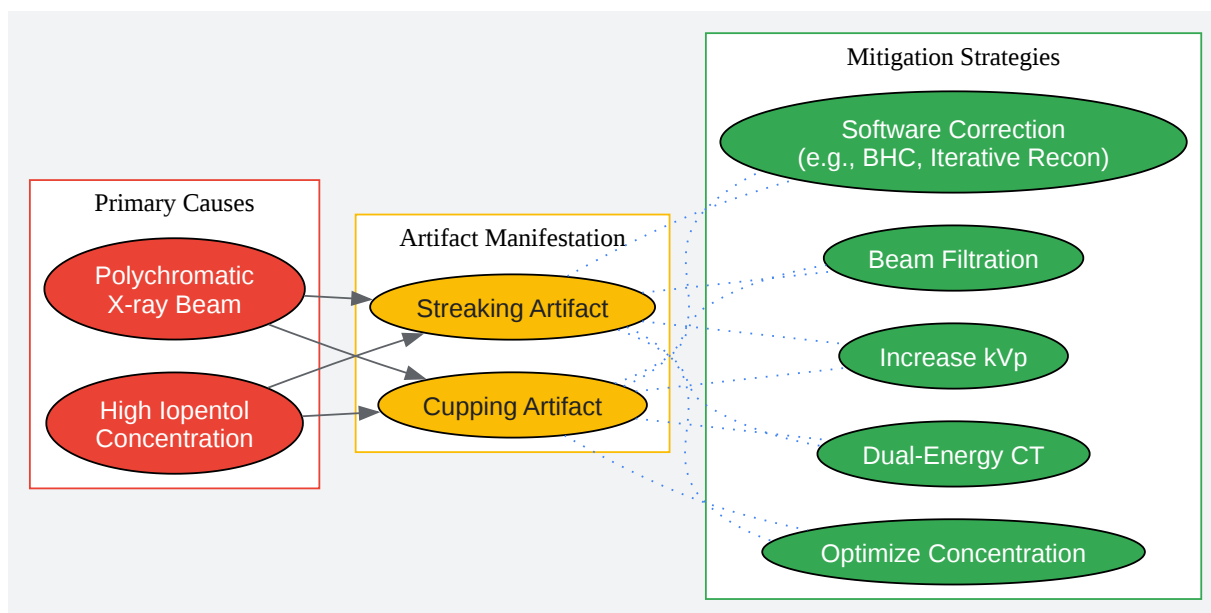 Primary Causes
Polychromatic
X-ray Beam
High Iopentol
Concentration
Artifact Manifestation
Streaking Artifact
Cupping Artifact
Mitigation Strategies
Software Correction
(e.g., BHC, Iterative Recon)
Beam Filtration
Increase kVp
Dual-Energy CT
Optimize Concentration